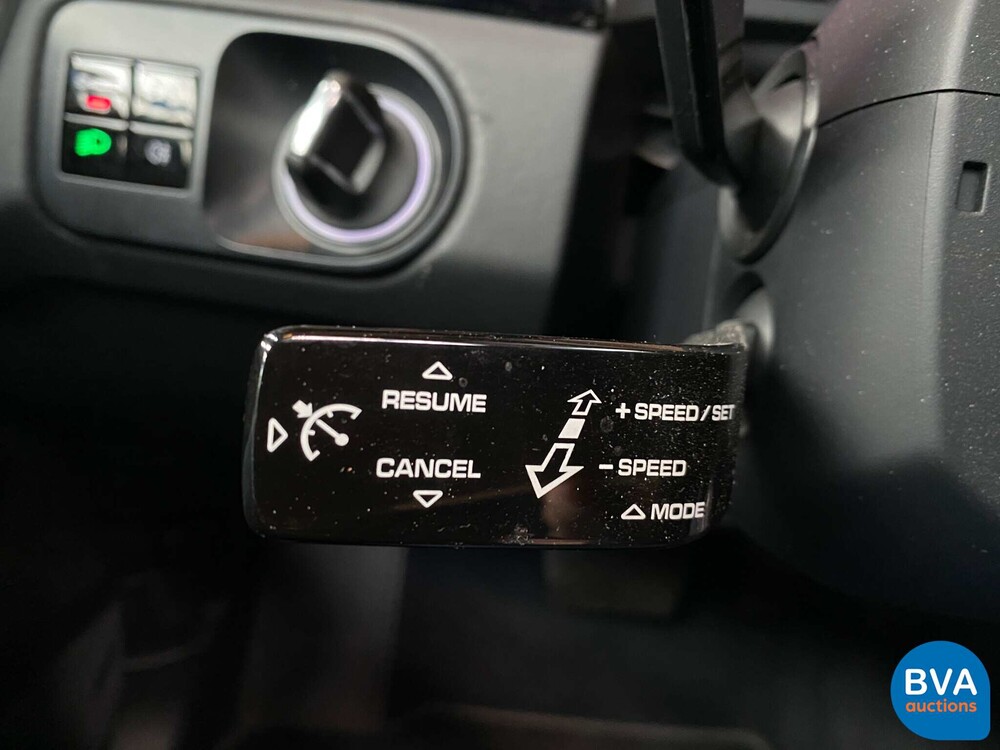 RESUME
+ SPEED / SET
CANCEL
– SPEED
MODE
BVA
auctions